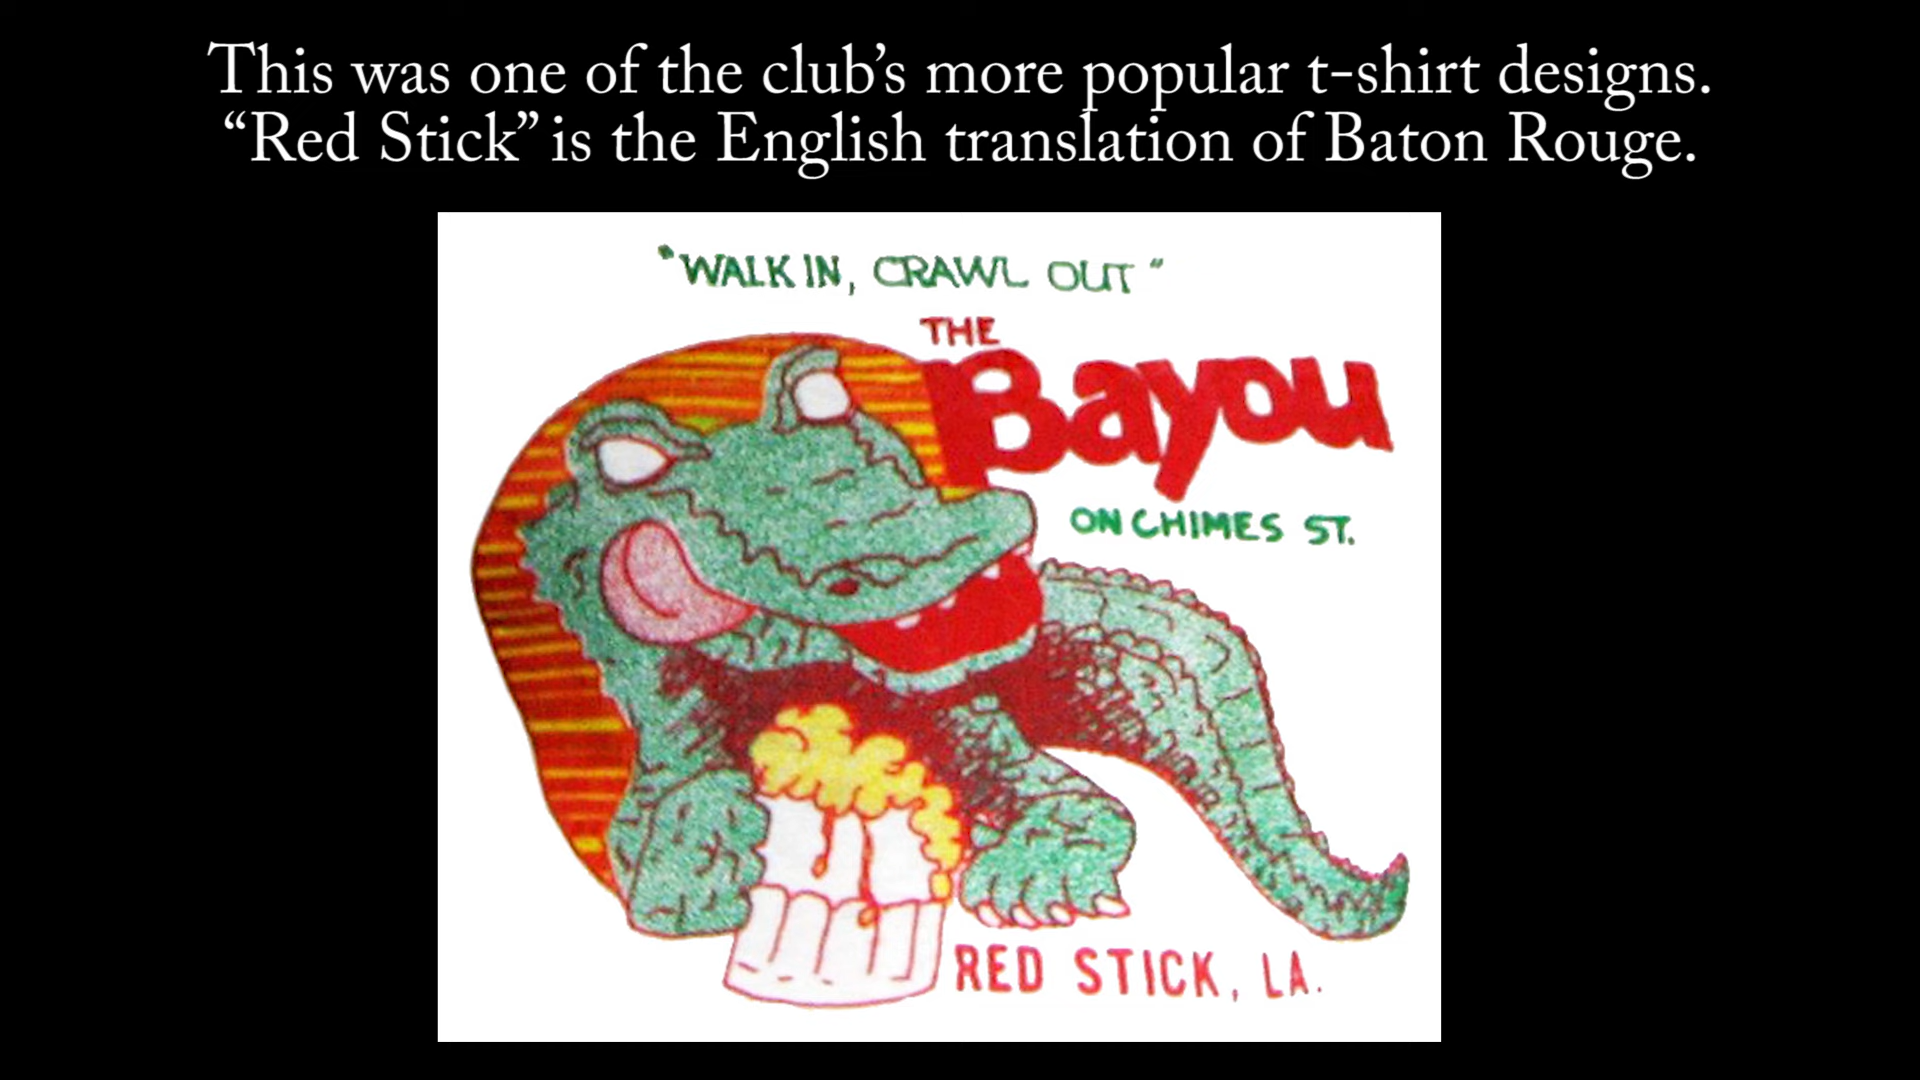 This was one of the club’s more popular t-shirt designs.
“Red Stick” is the English translation of Baton Rouge.
"WALK IN, CRAWL OUT"
THE
Bayou
ON CHIMES ST.
RED STICK, LA.